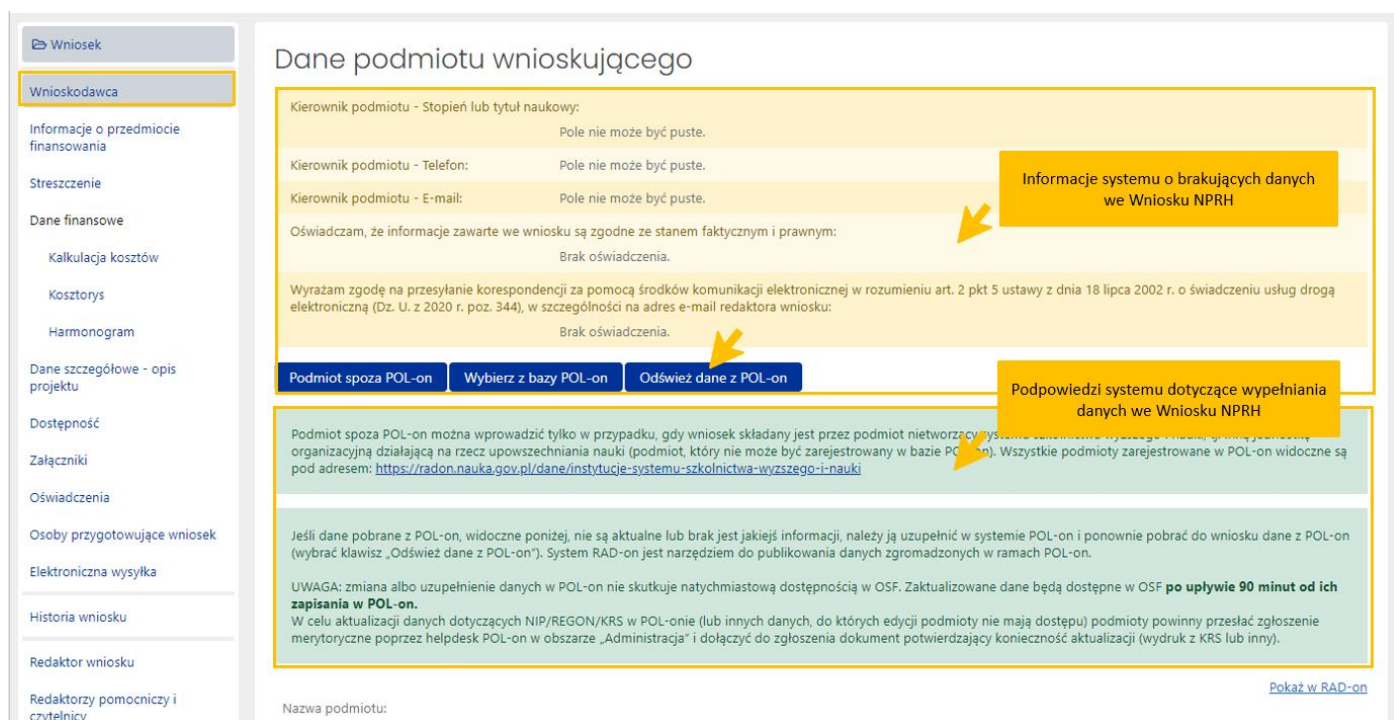 Wniosek
Wnioskodawca
Informacje o przedmiocie
finansowania
Streszczenie
Dane finansowe
Kalkulacja kosztów
Kosztorys
Harmonogram
Dane szczegółowe - opis
projektu
Dostępność
Załączniki
Oświadczenia
Osoby przygotowujące wniosek
Elektroniczna wysyłka
Historia wniosku
Redaktor wniosku
Redaktorzy pomocniczy i
czytelnicy
Dane podmiotu wnioskującego
Kierownik podmiotu - Stopień lub tytuł naukowy:
Pole nie może być puste.
Kierownik podmiotu - Telefon: Pole nie może być puste.
Kierownik podmiotu - E-mail: Pole nie może być puste.
Oświadczam, że informacje zawarte we wniosku są zgodne ze stanem faktycznym i prawnym:
Brak oświadczenia.
Wyrażam zgodę na przesyłanie korespondencji za pomocą środków komunikacji elektronicznej w rozumieniu art. 2 pkt 5 ustawy z dnia 18 lipca 2002 r. o świadczeniu usług drogą
elektroniczną (Dz. U. z 2020 r. poz. 344), w szczególności na adres e-mail redaktora wniosku:
Brak oświadczenia.
Informacje systemu o brakujących danych
we Wniosku NPRH
Podmiot spoza POL-on Wybierz z bazy POL-on Odśwież dane z POL-on
Podpowiedzi systemu dotyczące wypełniania
danych we Wniosku NPRH
Podmiot spoza POL-on można wprowadzić tylko w przypadku, gdy wniosek składany jest przez podmiot nietworzący
organizacyjną działającą na rzecz upowszechniania nauki (podmiot, który nie może być zarejestrowany w bazie Wszystkie podmioty zarejestrowane w POL-on widoczne są
pod adresem: https://radon.nauka.gov.pl/dane/instytucje-systemu-szkolnictwa-wyzszego-i-nauki
Jeśli dane pobrane z POL-on, widoczne poniżej, nie są aktualne lub brak jest jakiejś informacji, należy ją uzupełnić w systemie POL-on i ponownie pobrać do wniosku dane z POL-on
(wybrać klawisz „Odśwież dane z POL-on"). System RAD-on jest narzędziem do publikowania danych zgromadzonych w ramach POL-on.
UWAGA: zmiana albo uzupełnienie danych w POL-on nie skutkuje natychmiastową dostępnością w OSF. Zaktualizowane dane będą dostępne w OSF po upływie 90 minut od ich
zapisania w POL-on.
W celu aktualizacji danych dotyczących NIP/REGON/KRS w POL-onie (lub innych danych, do których edycji podmioty nie mają dostępu) podmioty powinny przesłać zgłoszenie
merytoryczne poprzez helpdesk POL-on w obszarze „Administracja" i dołączyć do zgłoszenia dokument potwierdzający konieczność aktualizacji (wydruk z KRS lub inny).
Pokaż w RAD-on
Nazwa podmiotu: